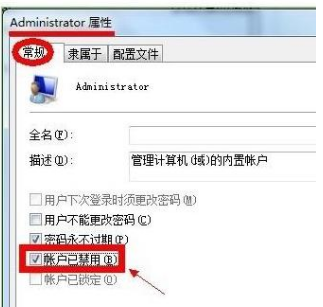 Administrator 属性
常规 隶属于 配置文件
Administrator
全名(F):
描述(D): 管理计算机(域)的内置帐户
用户下次登录时须更改密码(M)
用户不能更改密码(C)
密码永不过期(P)
帐户已禁用(B)
帐户已锁定(O)